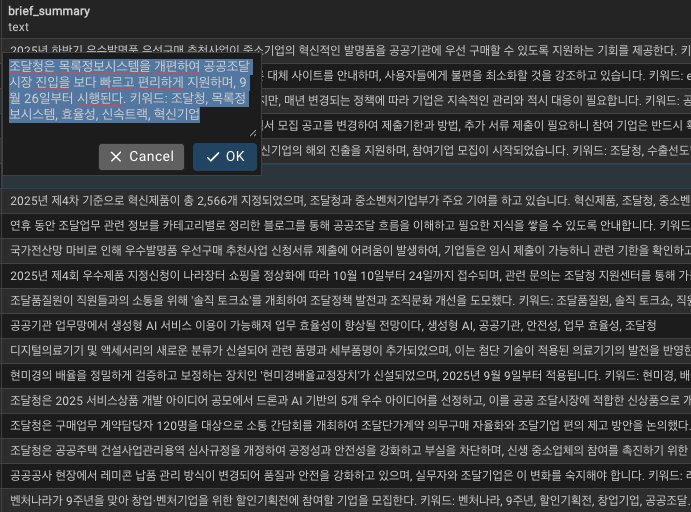 brief_summary
text
2025년 하반기 우수발명품 우선구매 추천사업이 중소기업의 혁신적인 발명품을 공공기관에 우선 구매할 수 있도록 지원하는 기회를 제공한다. 키
조달청은 목록정보시스템을 개편하여 공공조달
시장 진입을 보다 빠르고 편리하게 지원하며, 9
월 26일부터 시행된다. 키워드: 조달청, 목록정
보시스템, 효율성, 신속트랙, 혁신기업
Cancel
OK
대체 사이트를 안내하며, 사용자들에게 불편을 최소화할 것을 강조하고 있습니다. 키워드: e
지만, 매년 변경되는 정책에 따라 기업은 지속적인 관리와 적시 대응이 필요합니다. 키워드: 공
서 모집 공고를 변경하여 제출기한과 방법, 추가 서류 제출이 필요하니 참여 기업은 반드시 확
신기업의 해외 진출을 지원하며, 참여기업 모집이 시작되었습니다. 키워드: 조달청, 수출선도
2025년 제4차 기준으로 혁신제품이 총 2,566개 지정되었으며, 조달청과 중소벤처기업부가 주요 기여를 하고 있습니다. 혁신제품, 조달청, 중소벤
연휴 동안 조달업무 관련 정보를 카테고리별로 정리한 블로그를 통해 공공조달 흐름을 이해하고 필요한 지식을 쌓을 수 있도록 안내합니다. 키워드
국가전산망 마비로 인해 우수발명품 우선구매 추천사업 신청서류 제출에 어려움이 발생하여, 기업들은 임시 제출이 가능하니 관련 기한을 확인하고
2025년 제4회 우수제품 지정신청이 나라장터 쇼핑몰 정상화에 따라 10월 10일부터 24일까지 접수되며, 관련 문의는 조달청 지원센터를 통해 가
조달품질원이 직원들과의 소통을 위해 '솔직 토크쇼'를 개최하여 조달정책 발전과 조직문화 개선을 도모했다. 키워드: 조달품질원, 솔직 토크쇼, 직원
공공기관 업무망에서 생성형 AI 서비스 이용이 가능해져 업무 효율성이 향상될 전망이다, 생성형 AI, 공공기관, 안전성, 업무 효율성, 조달청
디지털의료기기 및 액세서리의 새로운 분류가 신설되어 관련 품명과 세부품명이 추가되었으며, 이는 첨단 기술이 적용된 의료기기의 발전을 반영한
현미경의 배율을 정밀하게 검증하고 보정하는 장치인 '현미경배율교정장치'가 신설되었으며, 2025년 9월 9일부터 적용됩니다. 키워드: 현미경, 배
조달청은 2025 서비스상품 개발 아이디어 공모에서 드론과 AI 기반의 5개 우수 아이디어를 선정하고, 이를 공공 조달시장에 적합한 신상품으로 개
조달청은 구매업무 계약담당자 120명을 대상으로 소통 간담회를 개최하여 조달단가계약 의무구매 자율화와 조달기업 편의 제고 방안을 논의했다.
조달청은 공공주택 건설사업관리용역 심사규정을 개정하여 공정성과 안전성을 강화하고 부실을 차단하며, 신생 중소업체의 참여를 촉진하기 위한
공공공사 현장에서 레미콘 납품 관리 방식이 변경되어 품질과 안전을 강화하고 있으며, 실무자와 조달기업은 이 변화를 숙지해야 합니다. 키워드: 레
벤처나라가 9주년을 맞아 창업·벤처기업을 위한 할인기획전에 참여할 기업을 모집한다. 키워드: 벤처나라, 9주년, 할인기획전, 창업기업, 공공조달